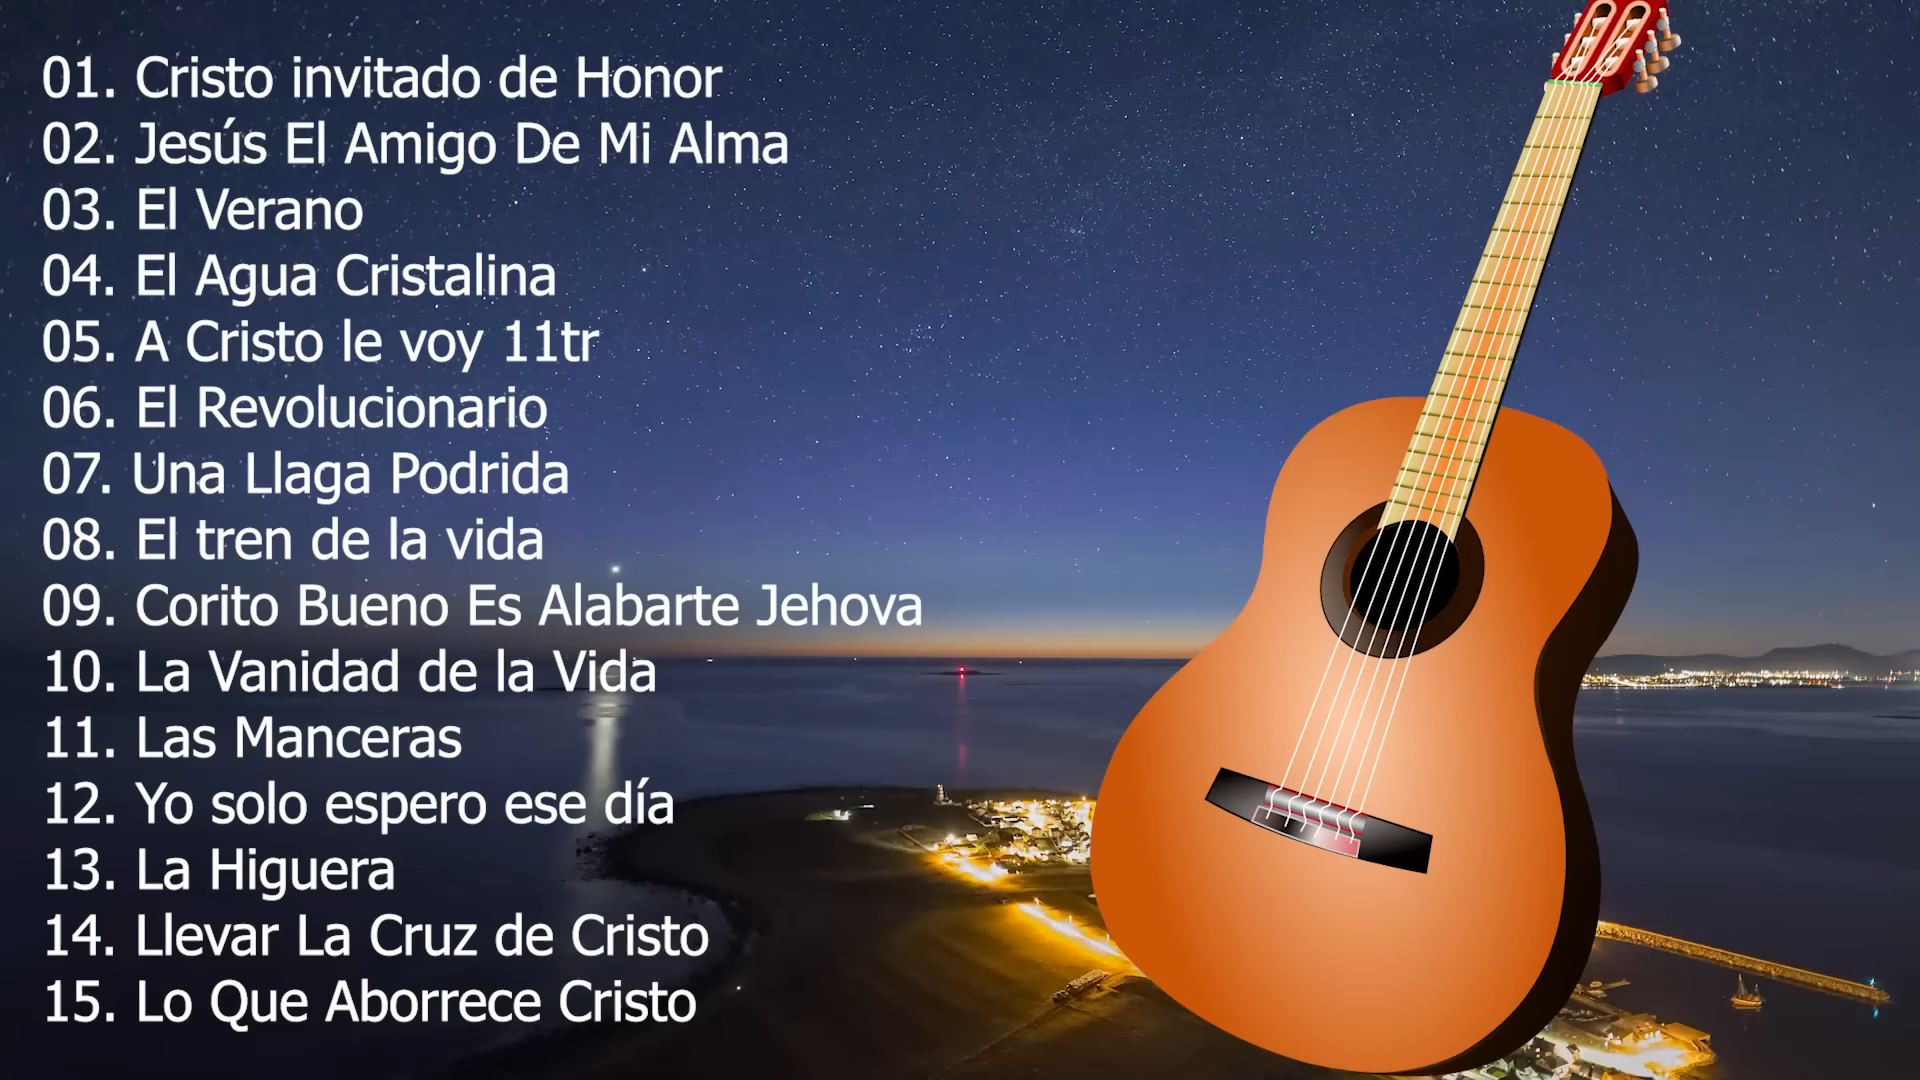 01. Cristo invitado de Honor
02. Jesús El Amigo De Mi Alma
03. El Verano
04. El Agua Cristalina
05. A Cristo le voy 11tr
06. El Revolucionario
07. Una Llaga Podrida
08. El tren de la vida
09. Corito Bueno Es Alabarte Jehova
10. La Vanidad de la Vida
11. Las Manceras
12. Yo solo espero ese día
13. La Higuera
14. Llevar La Cruz de Cristo
15. Lo Que Aborrece Cristo